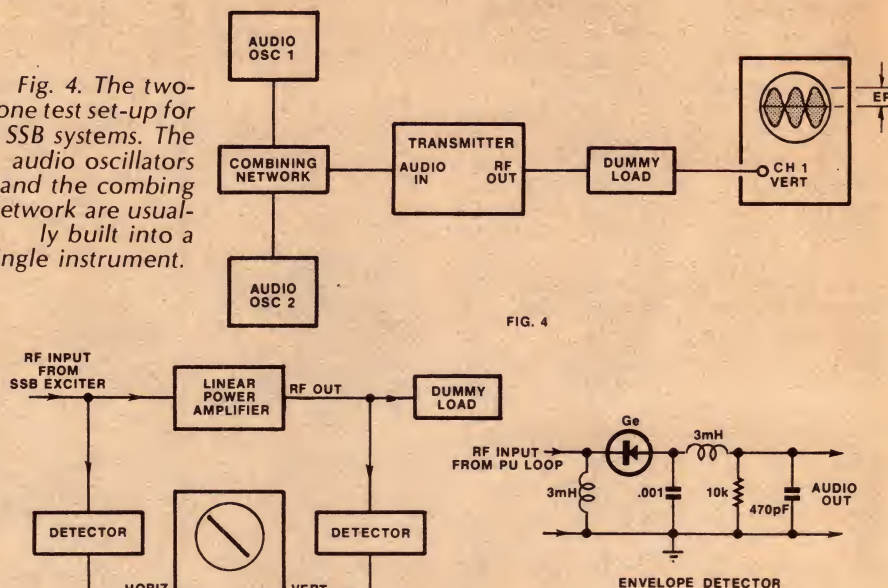 Fig. 4. The two-
one test set-up for
SSB systems. The
audio oscillators
and the combing
etwork are usual-
ly built into a
ngle instrument.
AUDIO
OSC 1
COMBINING
NETWORK
AUDIO
OSC 2
TRANSMITTER
AUDIO
IN
RF
OUT
DUMMY
LOAD
CH 1
VERT
EP
FIG. 4
RF INPUT
FROM
SSB EXCITER
LINEAR
POWER
AMPLIFIER
RF OUT
DUMMY
LOAD
DETECTOR
DETECTOR
HORIZ
VERT
RF INPUT
FROM PU LOOP
Ge
3mH
3mH
.001
10k
470pF
AUDIO
OUT
ENVELOPE DETECTOR